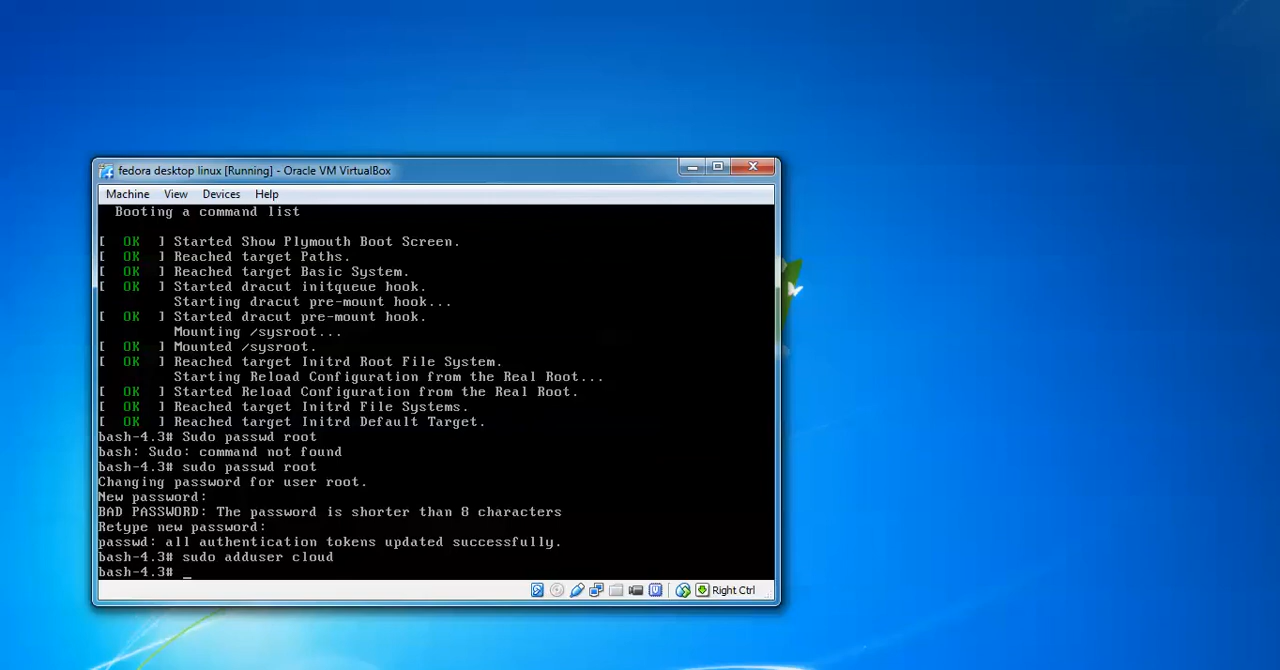 fedora desktop linux [Running] - Oracle VM VirtualBox
Machine View Devices Help
Booting a command list
[ OK ] Started Show Plymouth Boot Screen.
[ OK ] Reached target Paths.
[ OK ] Reached target Basic System.
[ OK ] Started dracut initqueue hook.
Starting dracut pre-mount hook...
[ OK ] Started dracut pre-mount hook.
Mounting /sysroot...
[ OK ] Mounted /sysroot.
[ OK ] Reached target Initrd Root File System.
Starting Reload Configuration from the Real Root...
[ OK ] Started Reload Configuration from the Real Root.
[ OK ] Reached target Initrd File Systems.
[ OK ] Reached target Initrd Default Target.
bash-4.3# Sudo passwd root
bash: Sudo: command not found
bash-4.3# sudo passwd root
Changing password for user root.
New password:
BAD PASSWORD: The password is shorter than 8 characters
Retype new password:
passwd: all authentication tokens updated successfully.
bash-4.3# sudo adduser cloud
bash-4.3# _
Right Ctrl